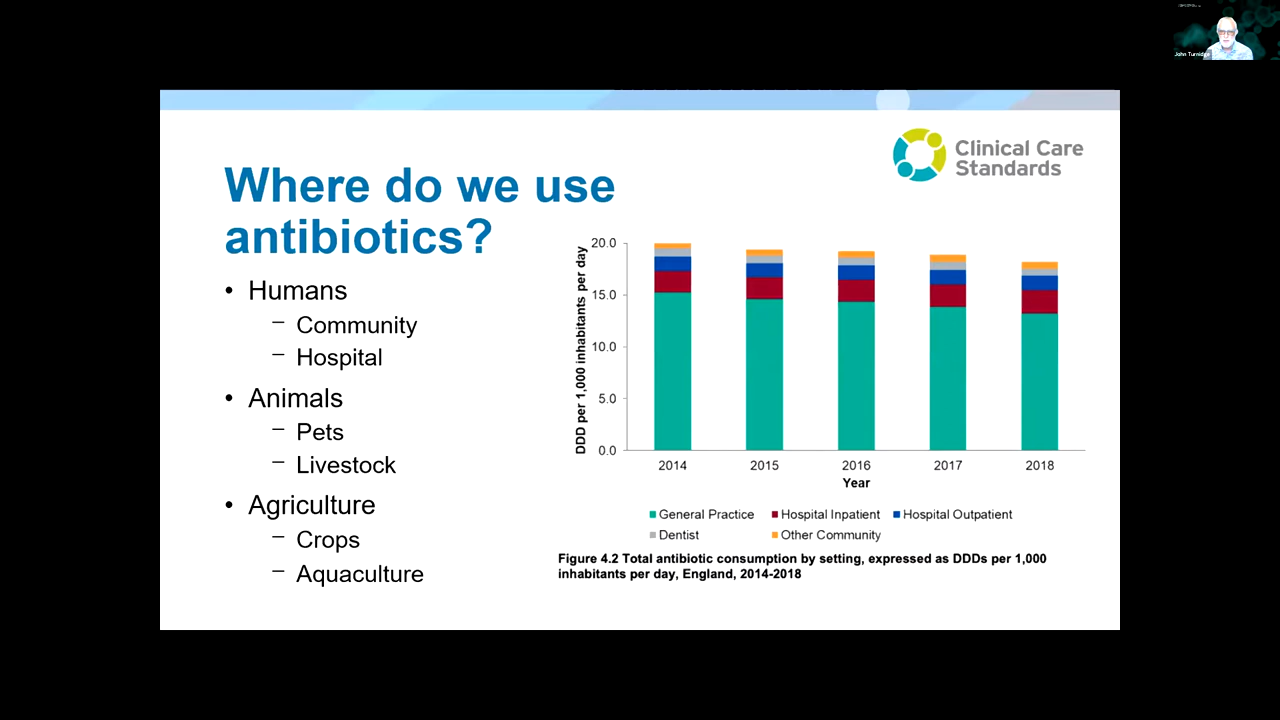 John Turnidge
Clinical Care
Standards
Where do we use
antibiotics?
• Humans
– Community
– Hospital
• Animals
– Pets
– Livestock
• Agriculture
– Crops
– Aquaculture
DDD per 1,000 inhabitants per day
20.0
15.0
10.0
5.0
0.0
2014 2015 2016 2017 2018
Year
General Practice Hospital Inpatient Hospital Outpatient
Dentist Other Community
Figure 4.2 Total antibiotic consumption by setting, expressed as DDDs per 1,000
inhabitants per day, England, 2014-2018